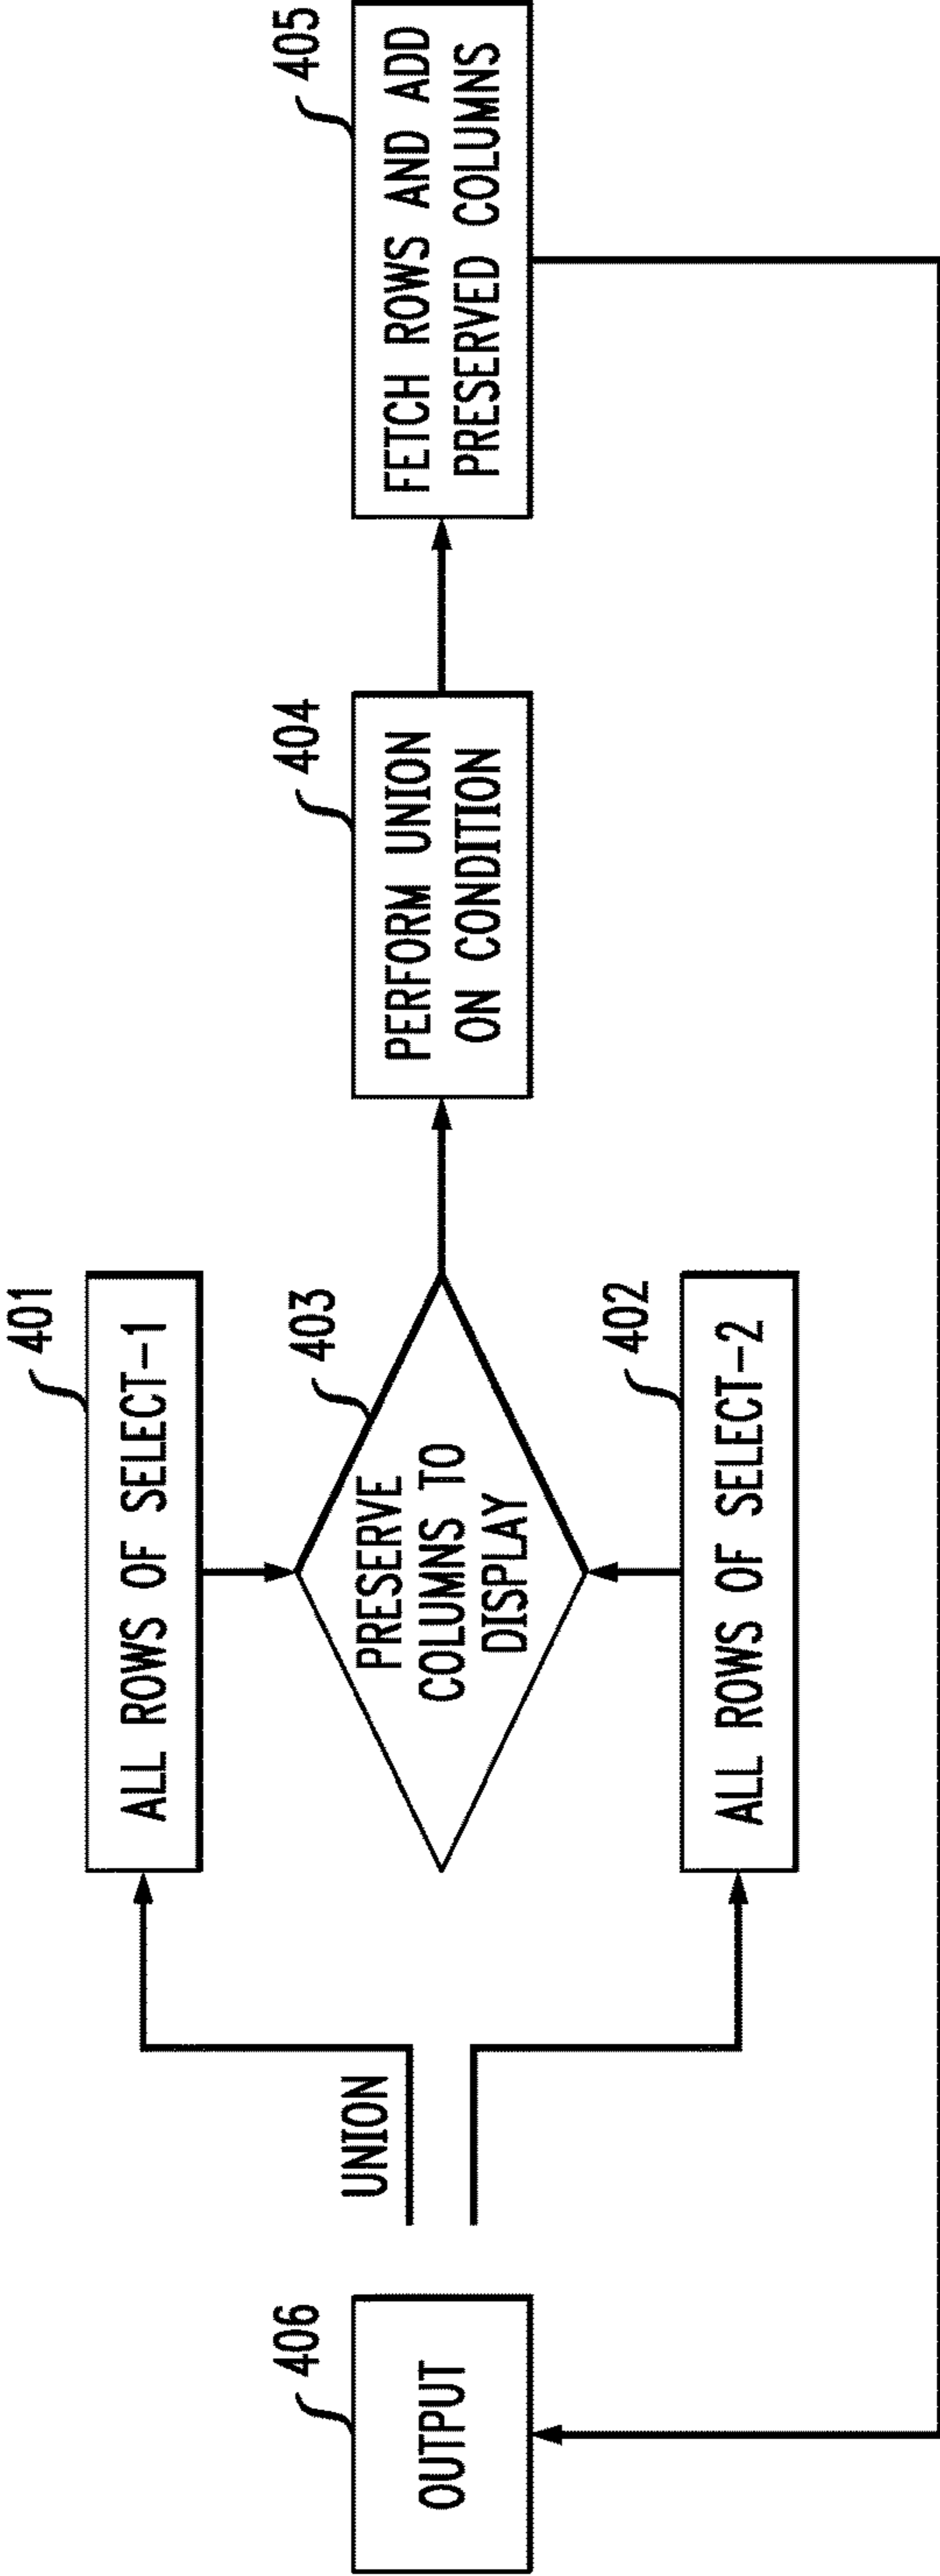 401
ALL ROWS OF SELECT-1
UNION
406
OUTPUT
403
PRESERVE
COLUMNS TO
DISPLAY
404
PERFORM UNION
ON CONDITION
405
FETCH ROWS AND ADD
PRESERVED COLUMNS
402
ALL ROWS OF SELECT-2